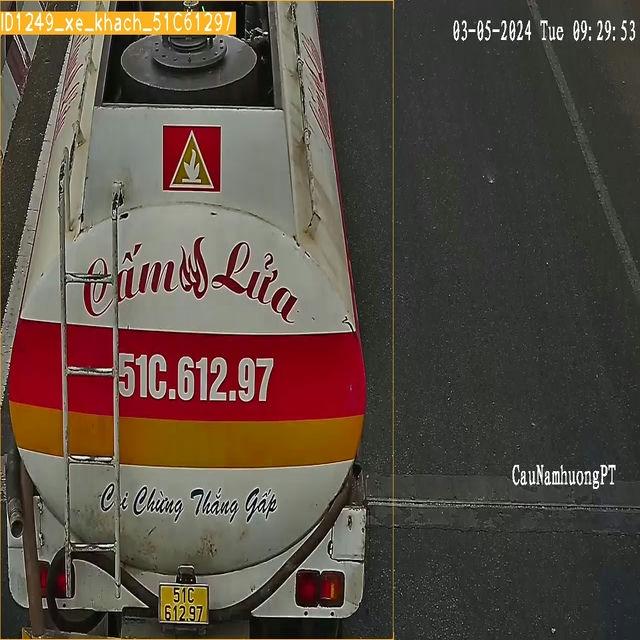 ID1249_xe_khach_51C61297
03-05-2024 Tue 09:29:53
Cấm Lửa
51C.612.97
CauNamhuongPT
Coi Chừng Thắng Gấp
51C
612.97